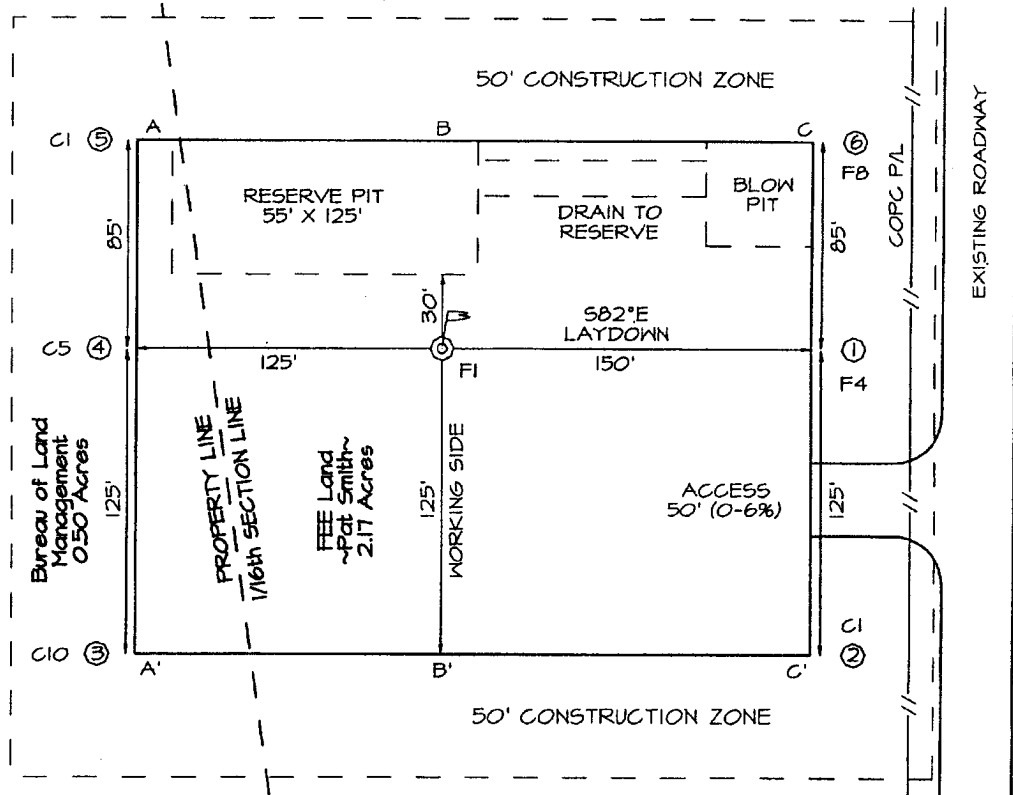 50' CONSTRUCTION ZONE
EXISTING ROADWAY
C1 5 A B C 6
F8
COPC P/L
RESERVE PIT
55' X 125'
DRAIN TO
RESERVE
BLOW
PIT
85'
85'
30'
S82°E
LAYDOWN
C5 4 125' F1 150' 1
F4
Bureau of Land
Management
0.50 Acres
125'
PROPERTY LINE
1/16th SECTION LINE
FEE Land
~Pat Smith~
2.17 Acres
125'
WORKING SIDE
ACCESS
50' (0-6%)
125'
C1
C10 3 2
A' B' C'
50' CONSTRUCTION ZONE